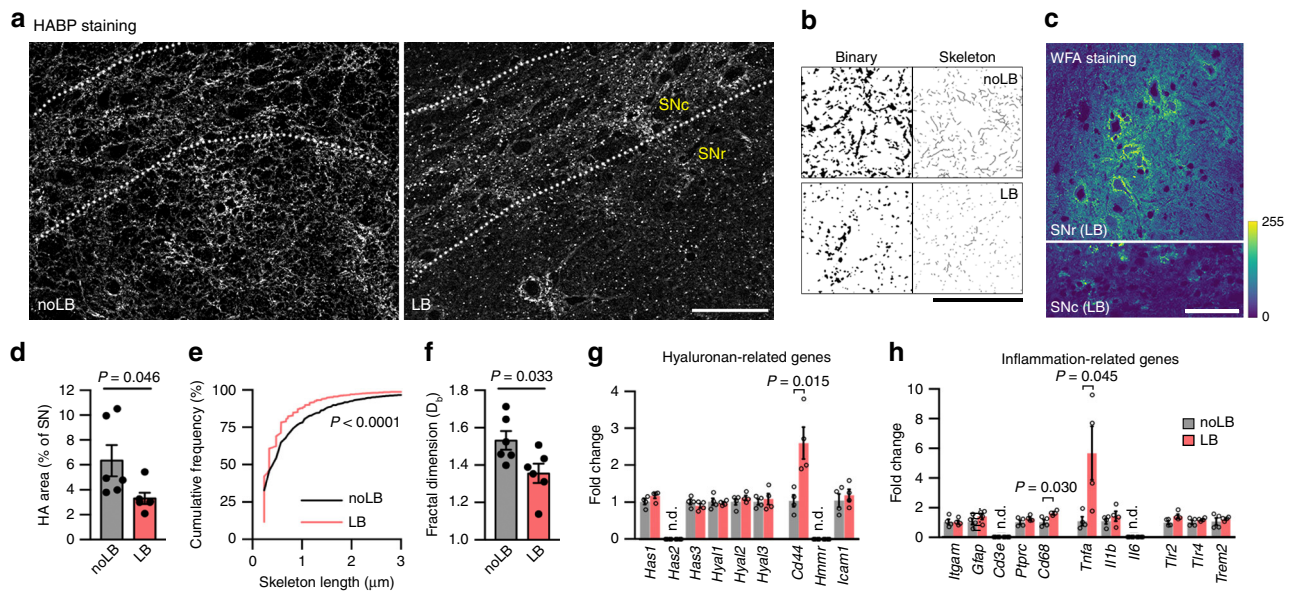 a HABP staining
noLB
LB
SNc
SNr
b
Binary Skeleton
noLB
LB
c
WFA staining
SNr (LB)
SNc (LB)
255
0
d
P = 0.046
HA area (% of SN)
12
10
8
6
4
2
0
noLB LB
e
Cumulative frequency (%)
100
75
50
25
0
P < 0.0001
noLB
LB
0 1 2 3
Skeleton length (μm)
f
P = 0.033
Fractal dimension (Db)
1.8
1.6
1.4
1.2
1.0
noLB LB
g
Hyaluronan-related genes
P = 0.015
Fold change
4
3
2
1
0
n.d.
n.d.
Has1 Has2 Has3 Hyal1 Hyal2 Hyal3 Cd44 Hmmr Icam1
h
Inflammation-related genes
P = 0.045
P = 0.030
Fold change
10
8
6
4
2
0
n.d.
n.d.
noLB
LB
Itgam Gfap Cd3e Ptprc Cd68 Tnfa Il1b Il6 Tlr2 Tlr4 Trem2